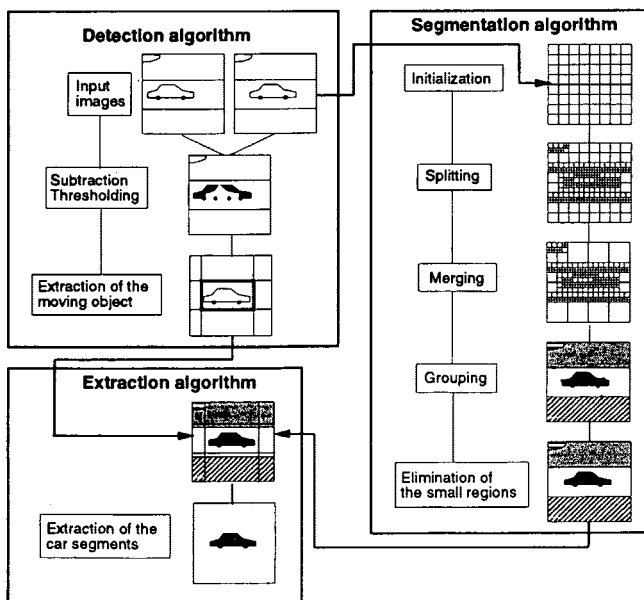 Detection algorithm
Input
images
Subtraction
Thresholding
Extraction of the
moving object
Segmentation algorithm
Initialization
Splitting
Merging
Grouping
Elimination of
the small regions
Extraction algorithm
Extraction of the
car segments